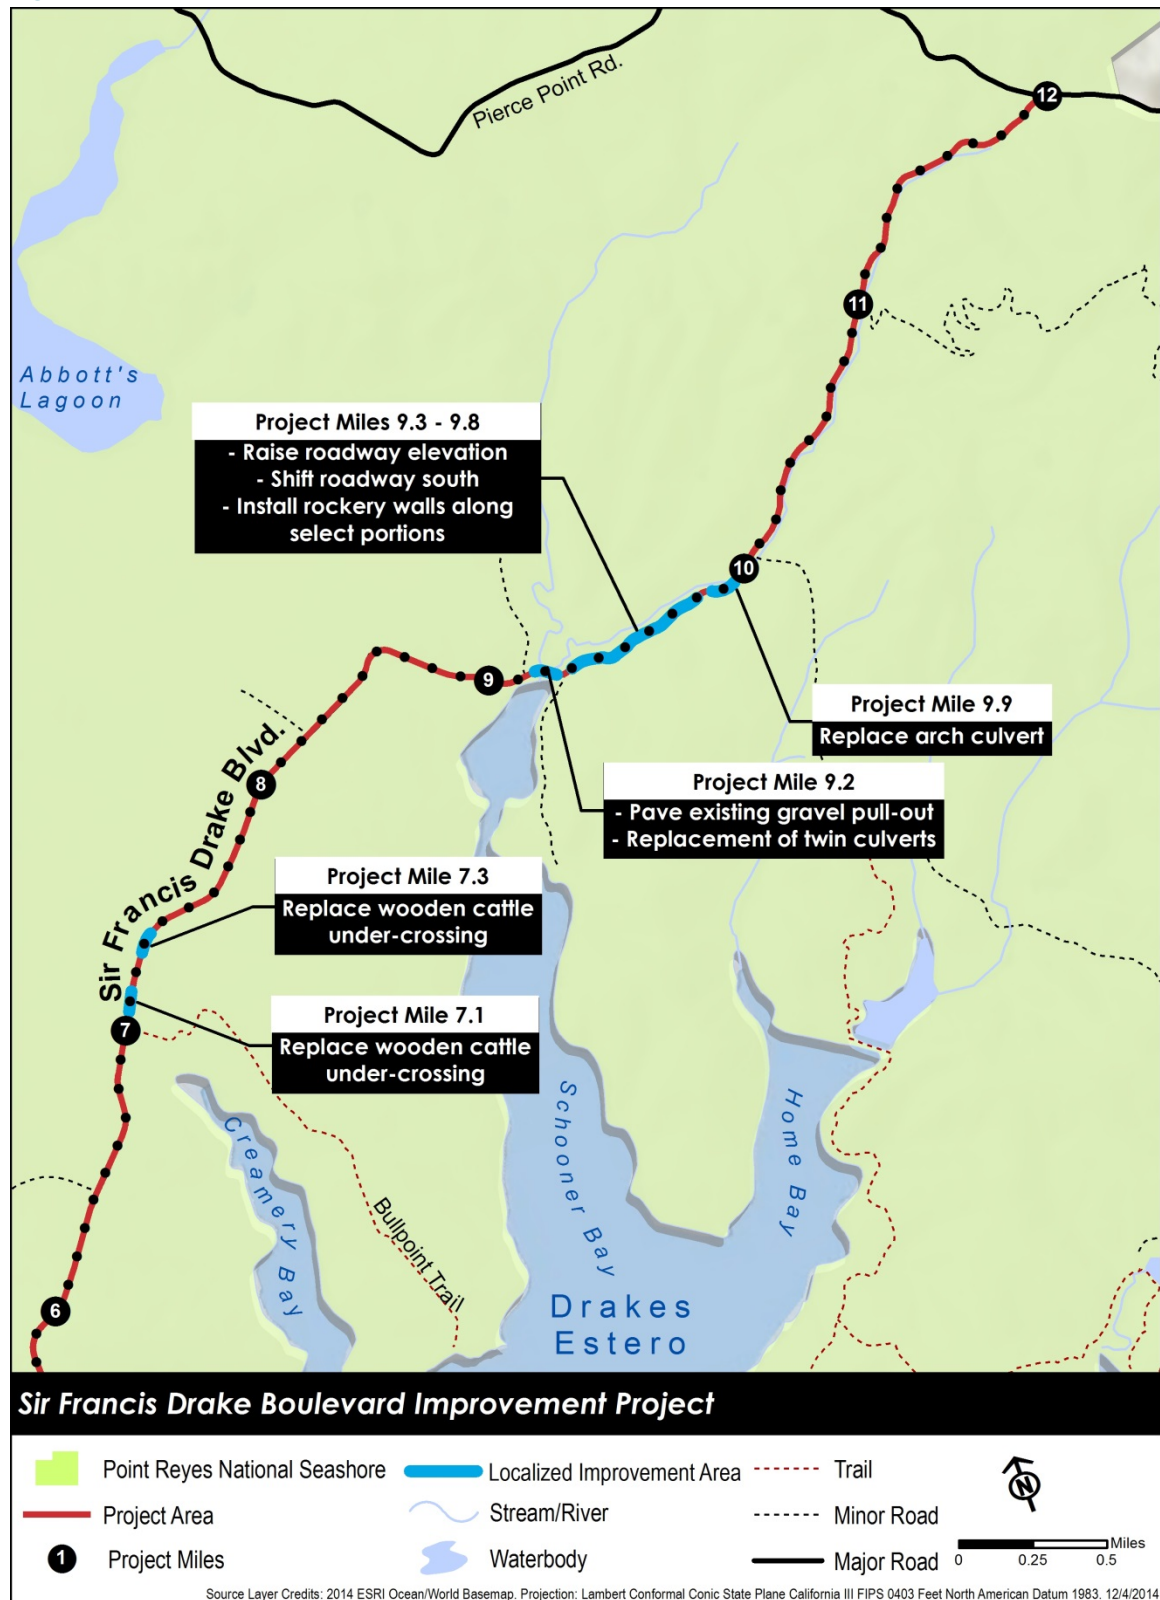 Pierce Point Rd.
12
11
Abbott's
Lagoon
Project Miles 9.3 - 9.8
- Raise roadway elevation
- Shift roadway south
- Install rockery walls along
select portions
10
9
Project Mile 9.9
Replace arch culvert
Project Mile 9.2
- Pave existing gravel pull-out
- Replacement of twin culverts
8
Sir Francis Drake Blvd.
Project Mile 7.3
Replace wooden cattle
under-crossing
Project Mile 7.1
Replace wooden cattle
under-crossing
7
Creamery Bay
Bullpoint Trail
Schooner Bay
Home Bay
6
Drakes
Estero
Sir Francis Drake Boulevard Improvement Project
Point Reyes National Seashore
Localized Improvement Area
Trail
N
Project Area
Stream/River
Minor Road
1
Project Miles
Waterbody
Major Road
Miles
0 0.25 0.5
Source Layer Credits: 2014 ESRI Ocean/World Basemap. Projection: Lambert Conformal Conic State Plane California III FIPS 0403 Feet North American Datum 1983. 12/4/2014